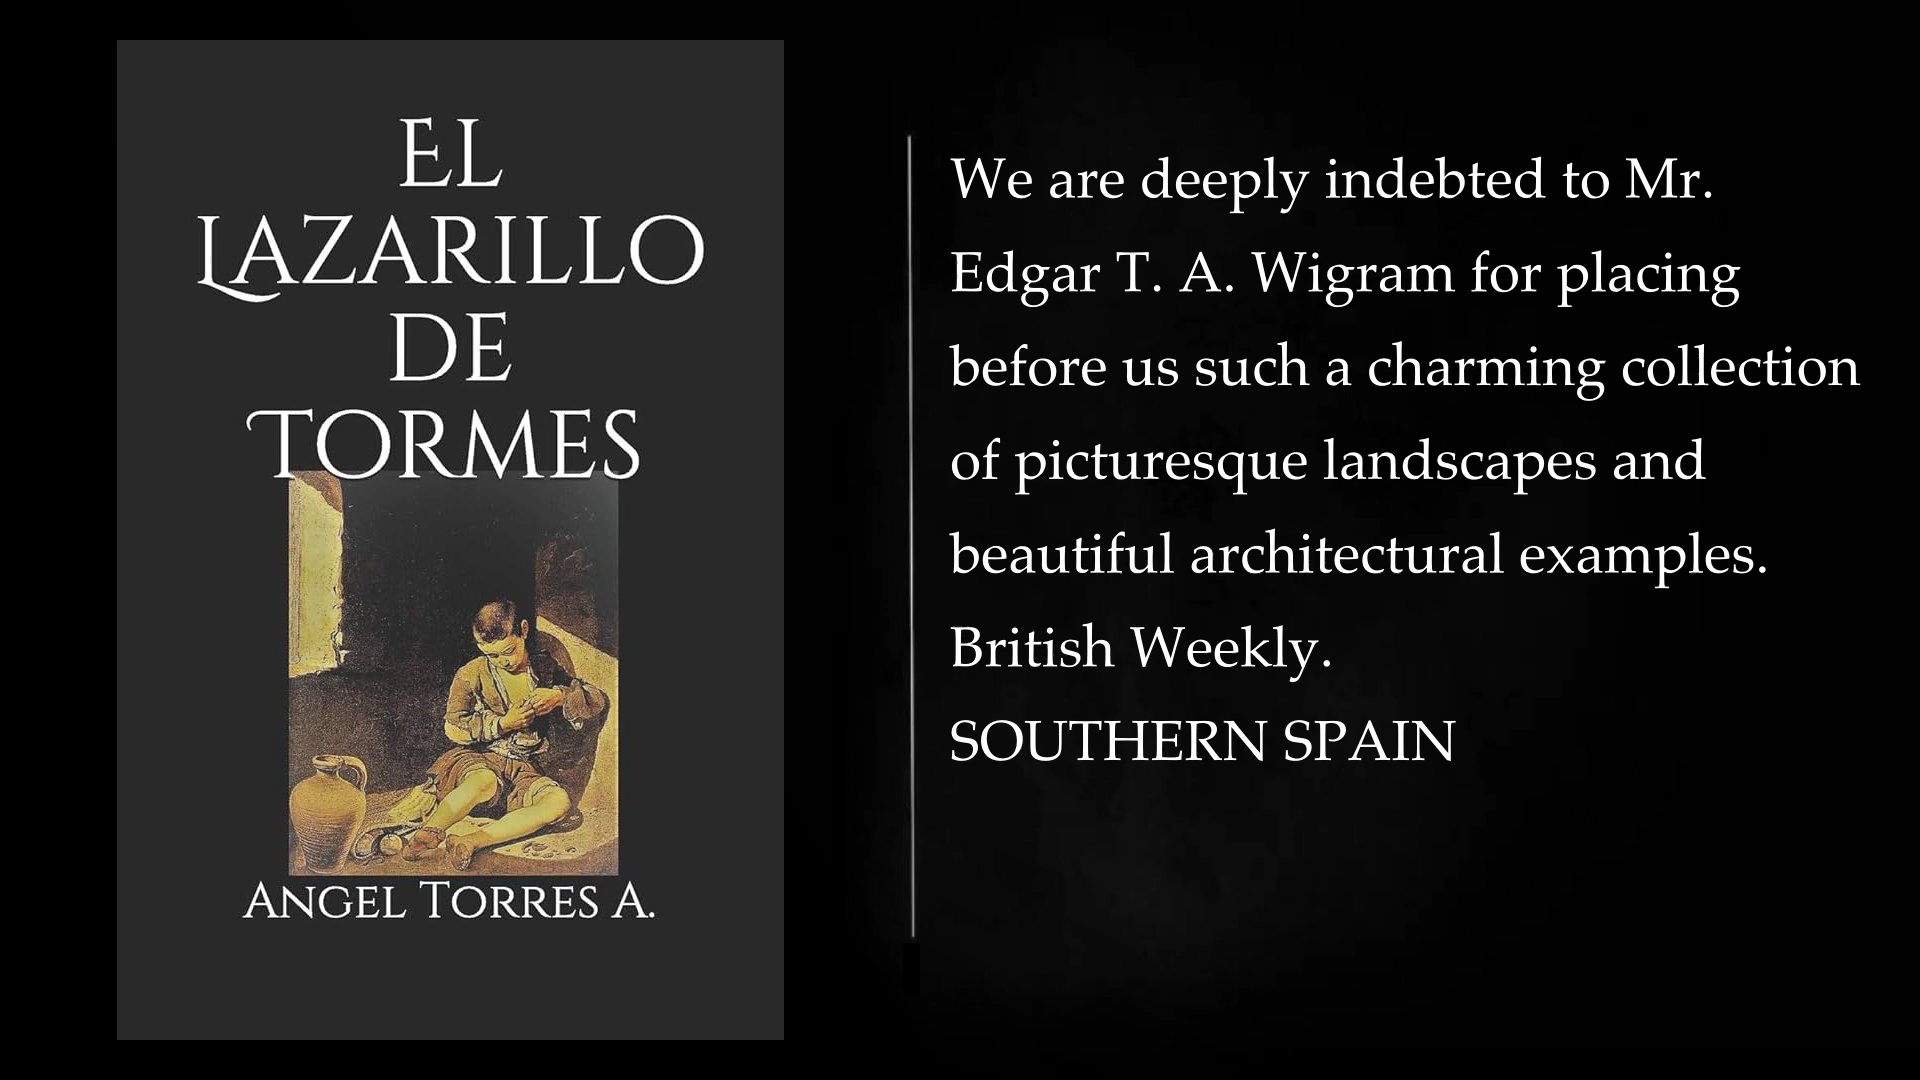 EL
LAZARILLO
DE
TORMES
ANGEL TORRES A.
We are deeply indebted to Mr.
Edgar T. A. Wigram for placing
before us such a charming collection
of picturesque landscapes and
beautiful architectural examples.
British Weekly.
SOUTHERN SPAIN